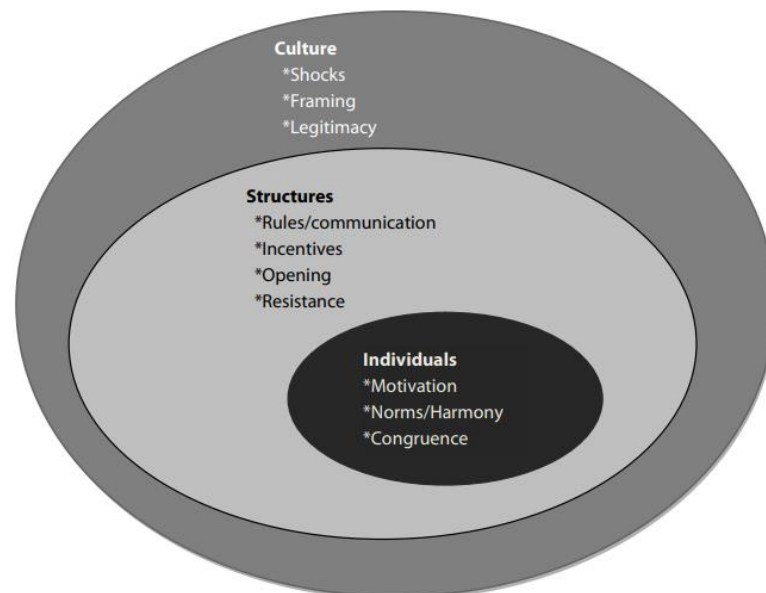 Culture
*Shocks
*Framing
*Legitimacy
Structures
*Rules/communication
*Incentives
*Opening
*Resistance
Individuals
*Motivation
*Norms/Harmony
*Congruence